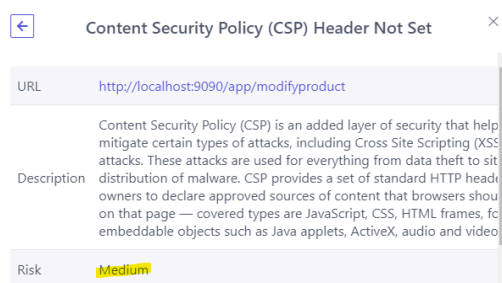 Content Security Policy (CSP) Header Not Set
URL http://localhost:9090/app/modifyproduct
Content Security Policy (CSP) is an added layer of security that help
mitigate certain types of attacks, including Cross Site Scripting (XSS
attacks. These attacks are used for everything from data theft to sit
Description distribution of malware. CSP provides a set of standard HTTP heade
owners to declare approved sources of content that browsers shou
on that page — covered types are JavaScript, CSS, HTML frames, fo
embeddable objects such as Java applets, ActiveX, audio and video
Risk Medium